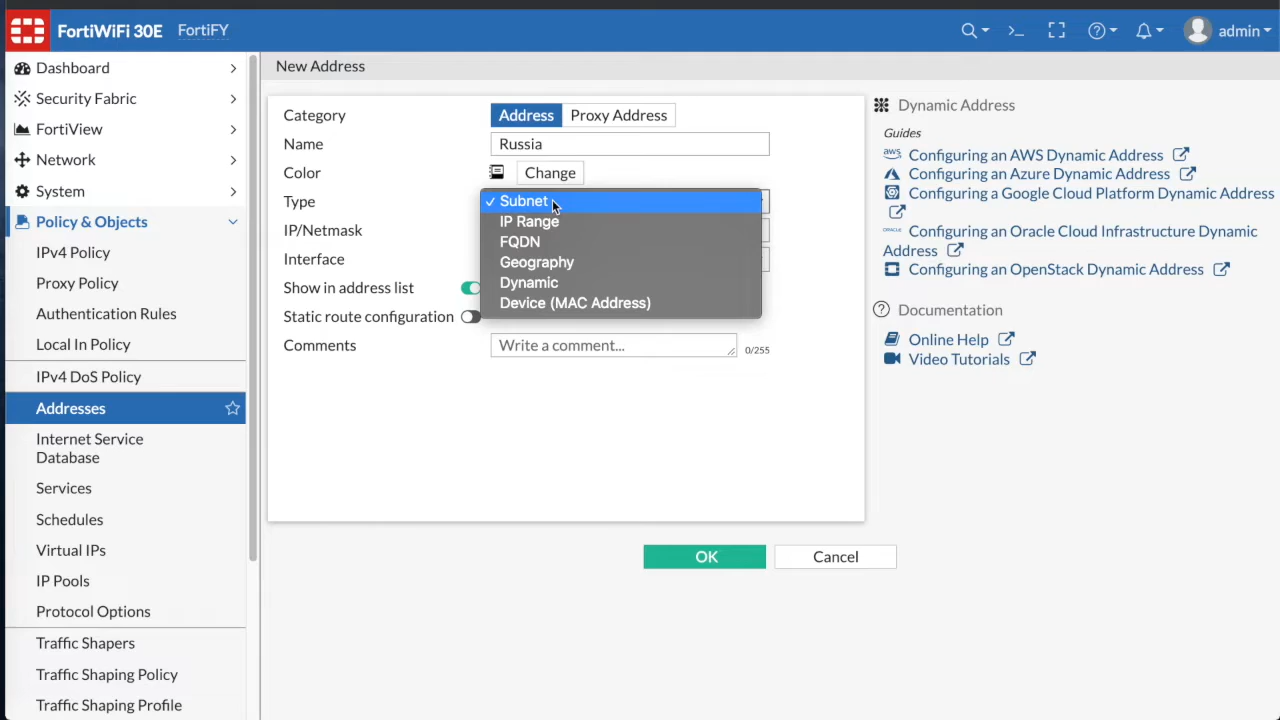 FortiWiFi 30E FortiFY
admin
Dashboard
Security Fabric
FortiView
Network
System
Policy & Objects
IPv4 Policy
Proxy Policy
Authentication Rules
Local In Policy
IPv4 DoS Policy
Addresses
Internet Service
Database
Services
Schedules
Virtual IPs
IP Pools
Protocol Options
Traffic Shapers
Traffic Shaping Policy
Traffic Shaping Profile
New Address
Category Address Proxy Address
Name Russia
Color Change
Type ✓ Subnet
IP Range
IP/Netmask
FQDN
Interface Geography
Show in address list Dynamic
Device (MAC Address)
Static route configuration
Comments Write a comment... 0/255
OK Cancel
Dynamic Address
Guides
aws Configuring an AWS Dynamic Address
Configuring an Azure Dynamic Address
Configuring a Google Cloud Platform Dynamic Address
ORACLE Configuring an Oracle Cloud Infrastructure Dynamic
Address
Configuring an OpenStack Dynamic Address
Documentation
Online Help
Video Tutorials